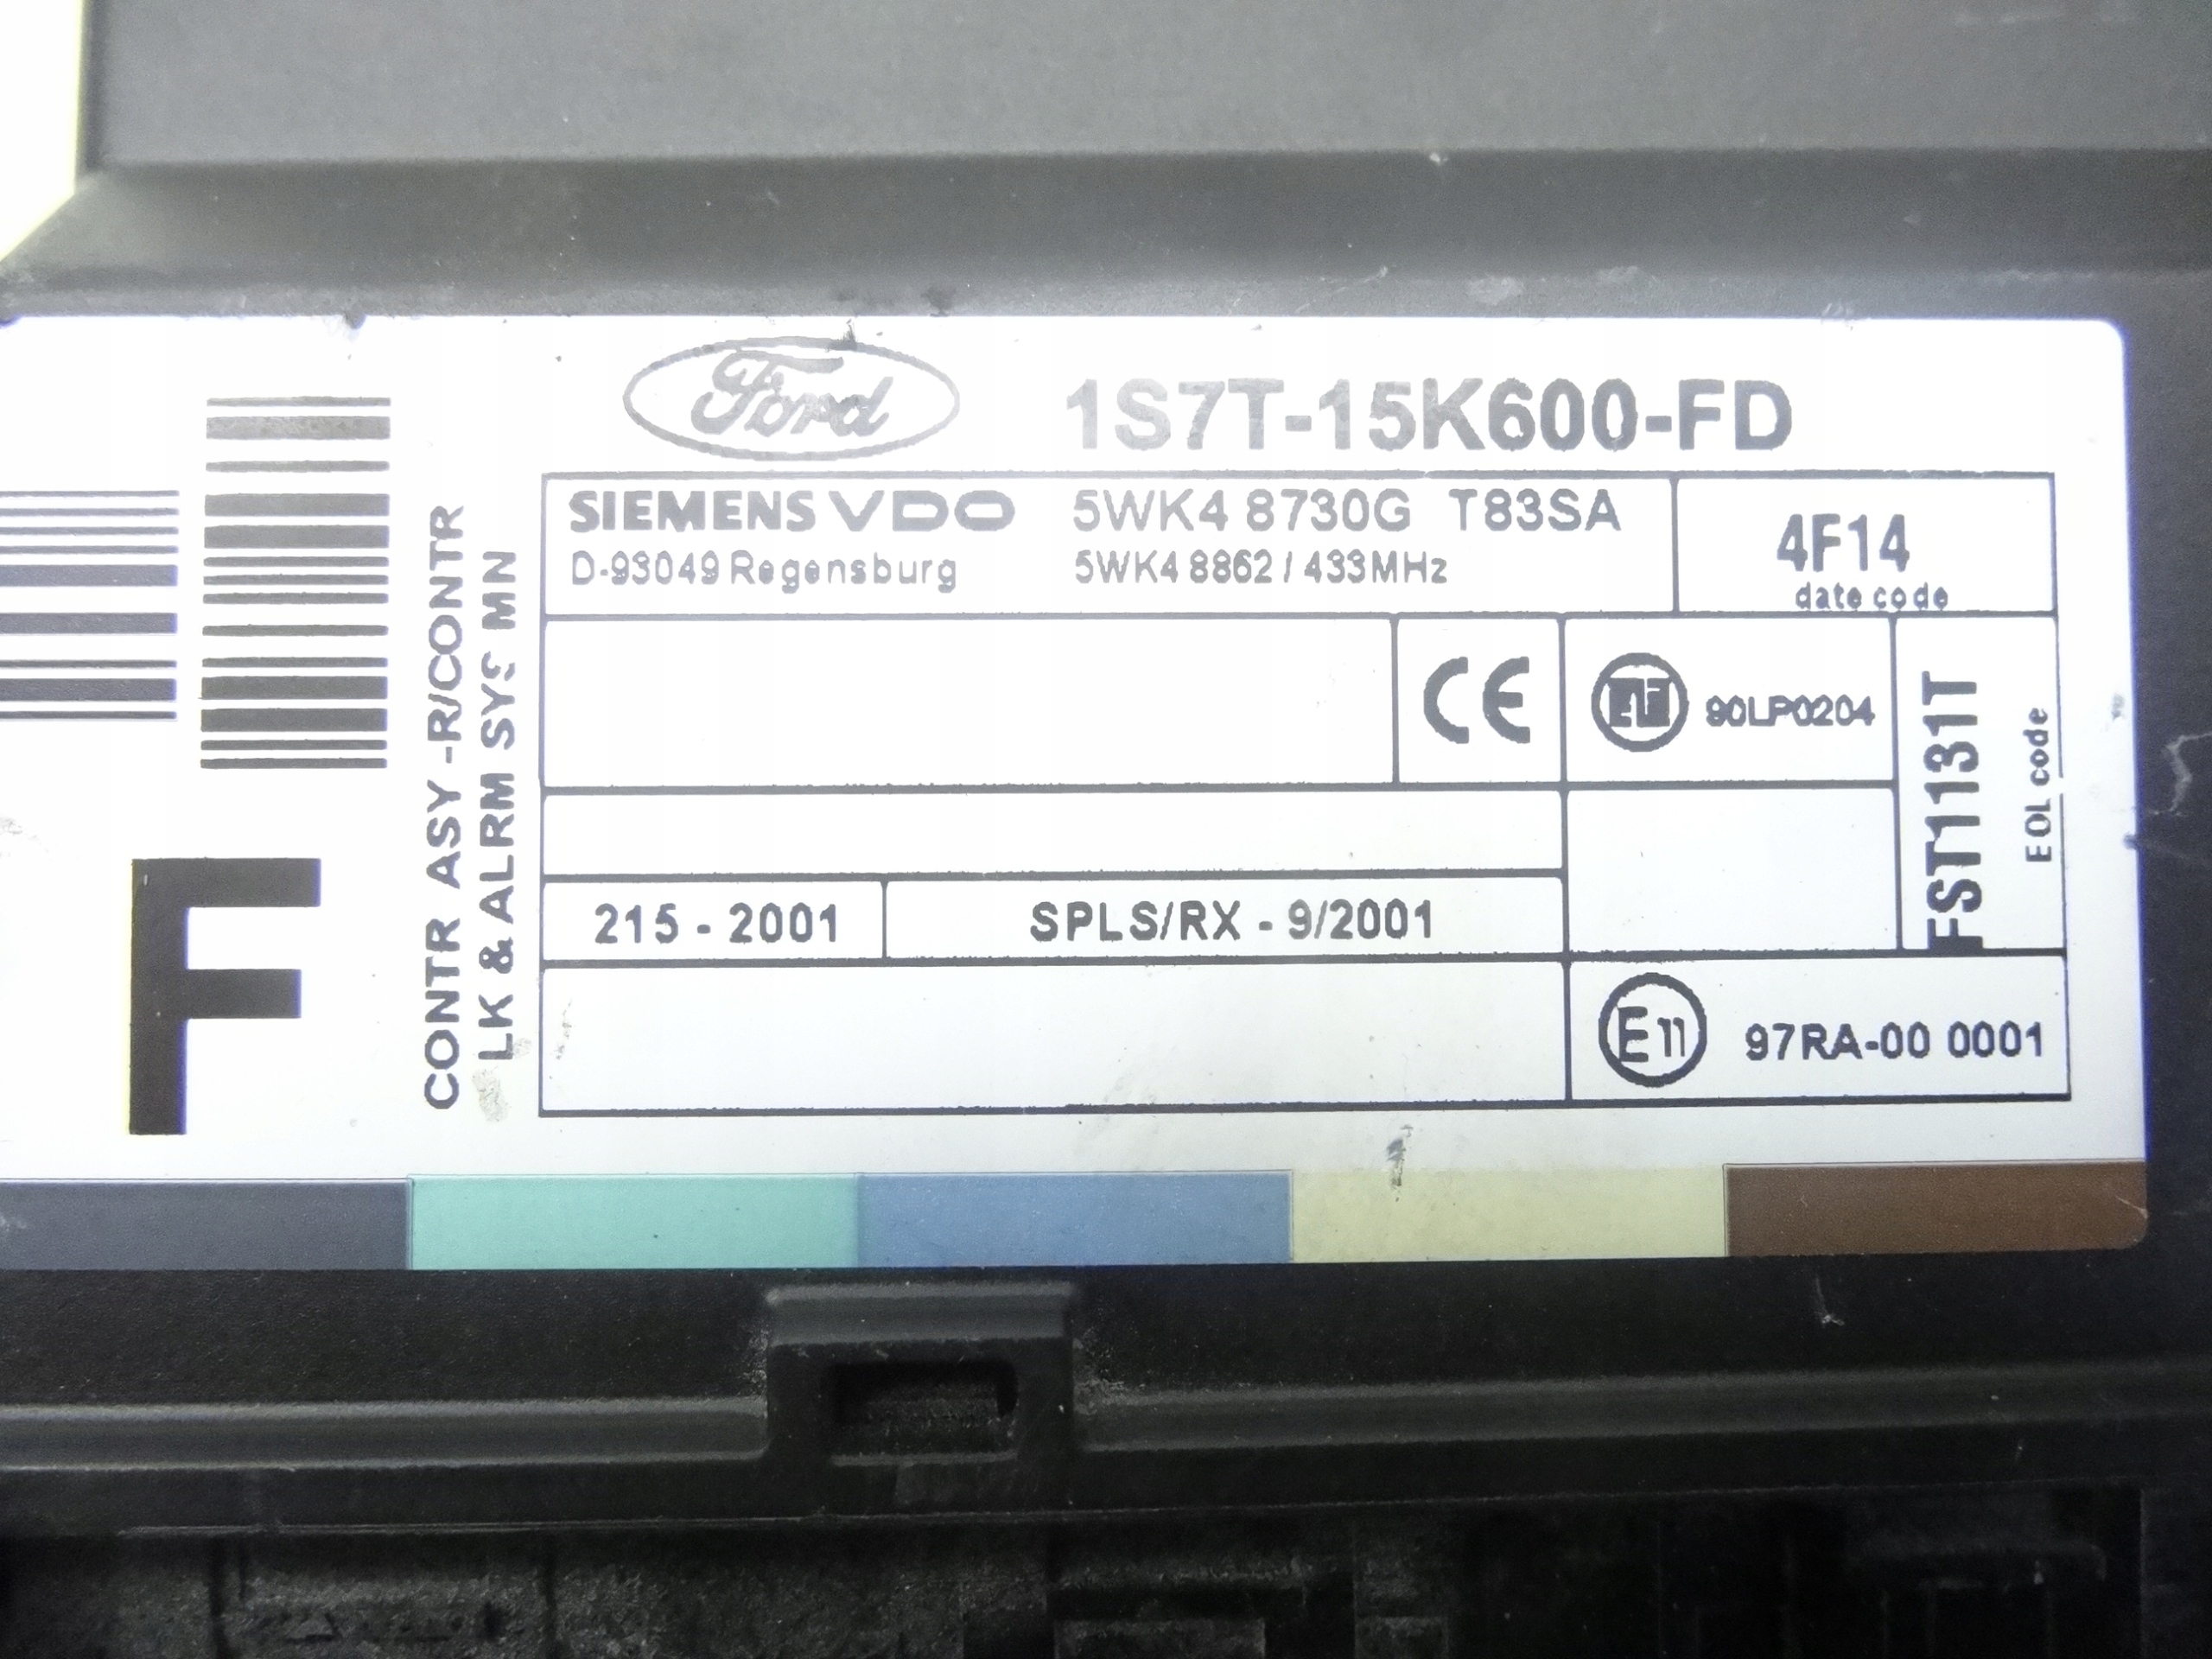 Ford
1S7T-15K600-FD
SIEMENS VDO 5WK4 8730G T83SA
D-93049 Regensburg 5WK4 8862 / 433MHz
4F14
date code
CE
90LP0204
FST1131T
EOL code
215 - 2001
SPLS/RX - 9/2001
E11
97RA-00 0001
F
CONTR ASY -R/CONTR
LK & ALRM SYS MN